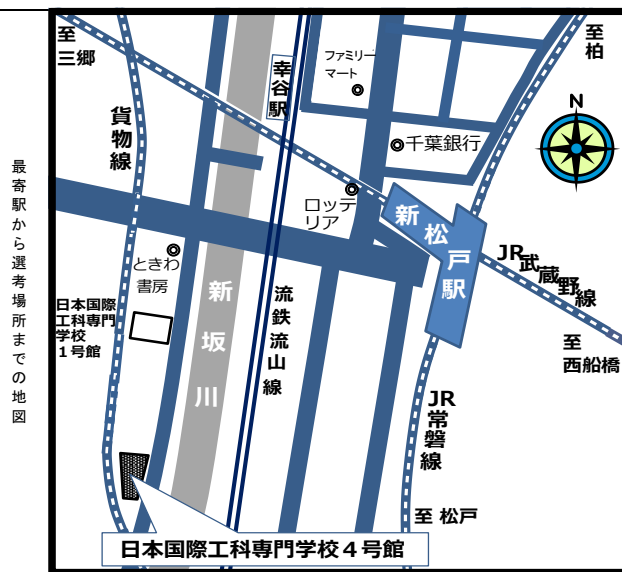 最寄駅から選考場所までの地図
至
三郷
貨物線
幸谷駅
ファミリー
マート
至
柏
N
千葉銀行
ロッテ
リア
新松戸駅
JR武蔵野線
至
西船橋
ときわ
書房
日本国際
工科専門
学校
１号館
新坂川
流鉄流山線
JR常磐線
至 松戸
日本国際工科専門学校４号館